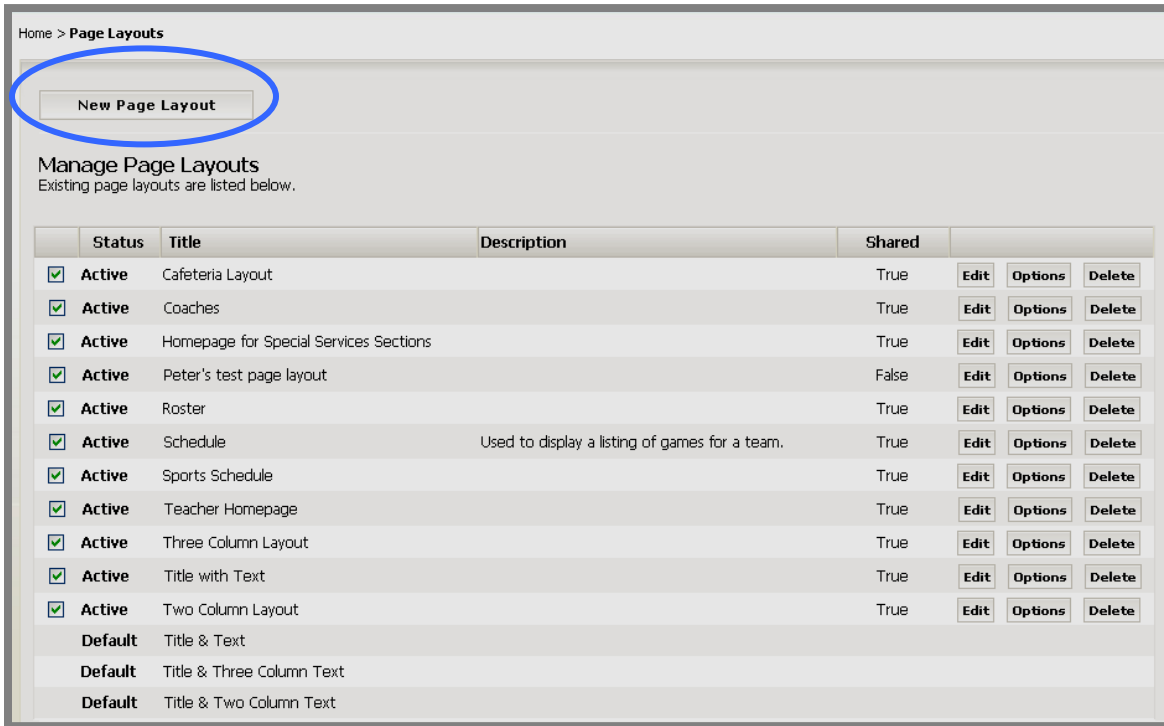 Home > Page Layouts
New Page Layout
Manage Page Layouts
Existing page layouts are listed below.
Status Title Description Shared
Active Cafeteria Layout True Edit Options Delete
Active Coaches True Edit Options Delete
Active Homepage for Special Services Sections True Edit Options Delete
Active Peter's test page layout False Edit Options Delete
Active Roster True Edit Options Delete
Active Schedule Used to display a listing of games for a team. True Edit Options Delete
Active Sports Schedule True Edit Options Delete
Active Teacher Homepage True Edit Options Delete
Active Three Column Layout True Edit Options Delete
Active Title with Text True Edit Options Delete
Active Two Column Layout True Edit Options Delete
Default Title & Text
Default Title & Three Column Text
Default Title & Two Column Text